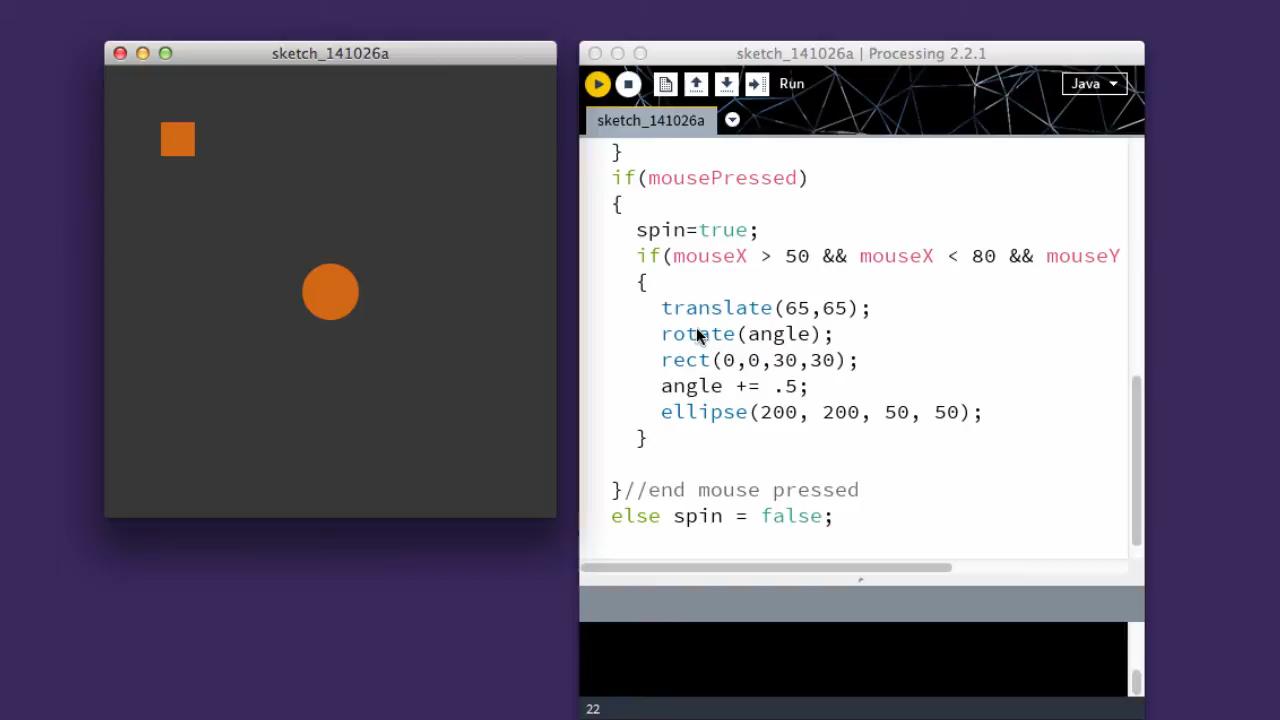 sketch_141026a
sketch_141026a | Processing 2.2.1
Run
Java
sketch_141026a
}
if(mousePressed)
{
spin=true;
if(mouseX > 50 && mouseX < 80 && mouseY
{
translate(65,65);
rotate(angle);
rect(0,0,30,30);
angle += .5;
ellipse(200, 200, 50, 50);
}
}//end mouse pressed
else spin = false;
22